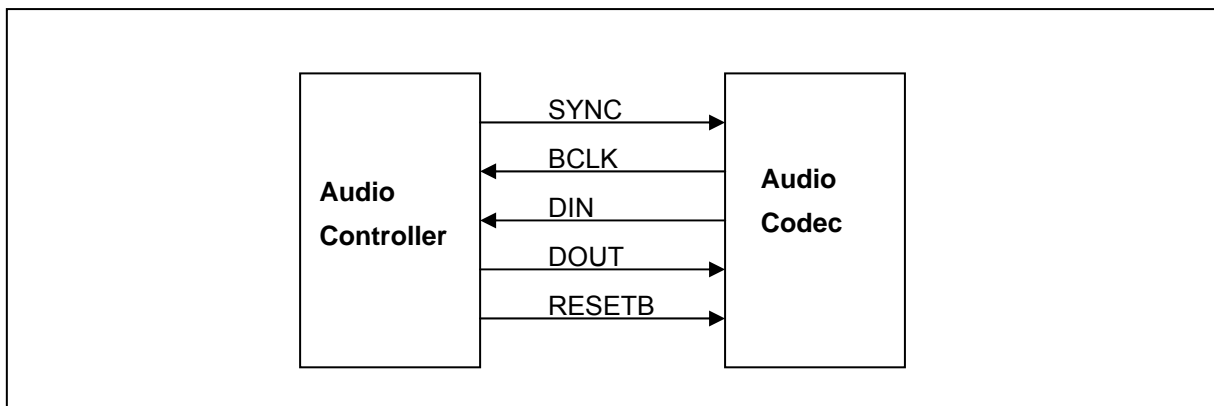 Audio
Controller
SYNC
BCLK
DIN
DOUT
RESETB
Audio
Codec